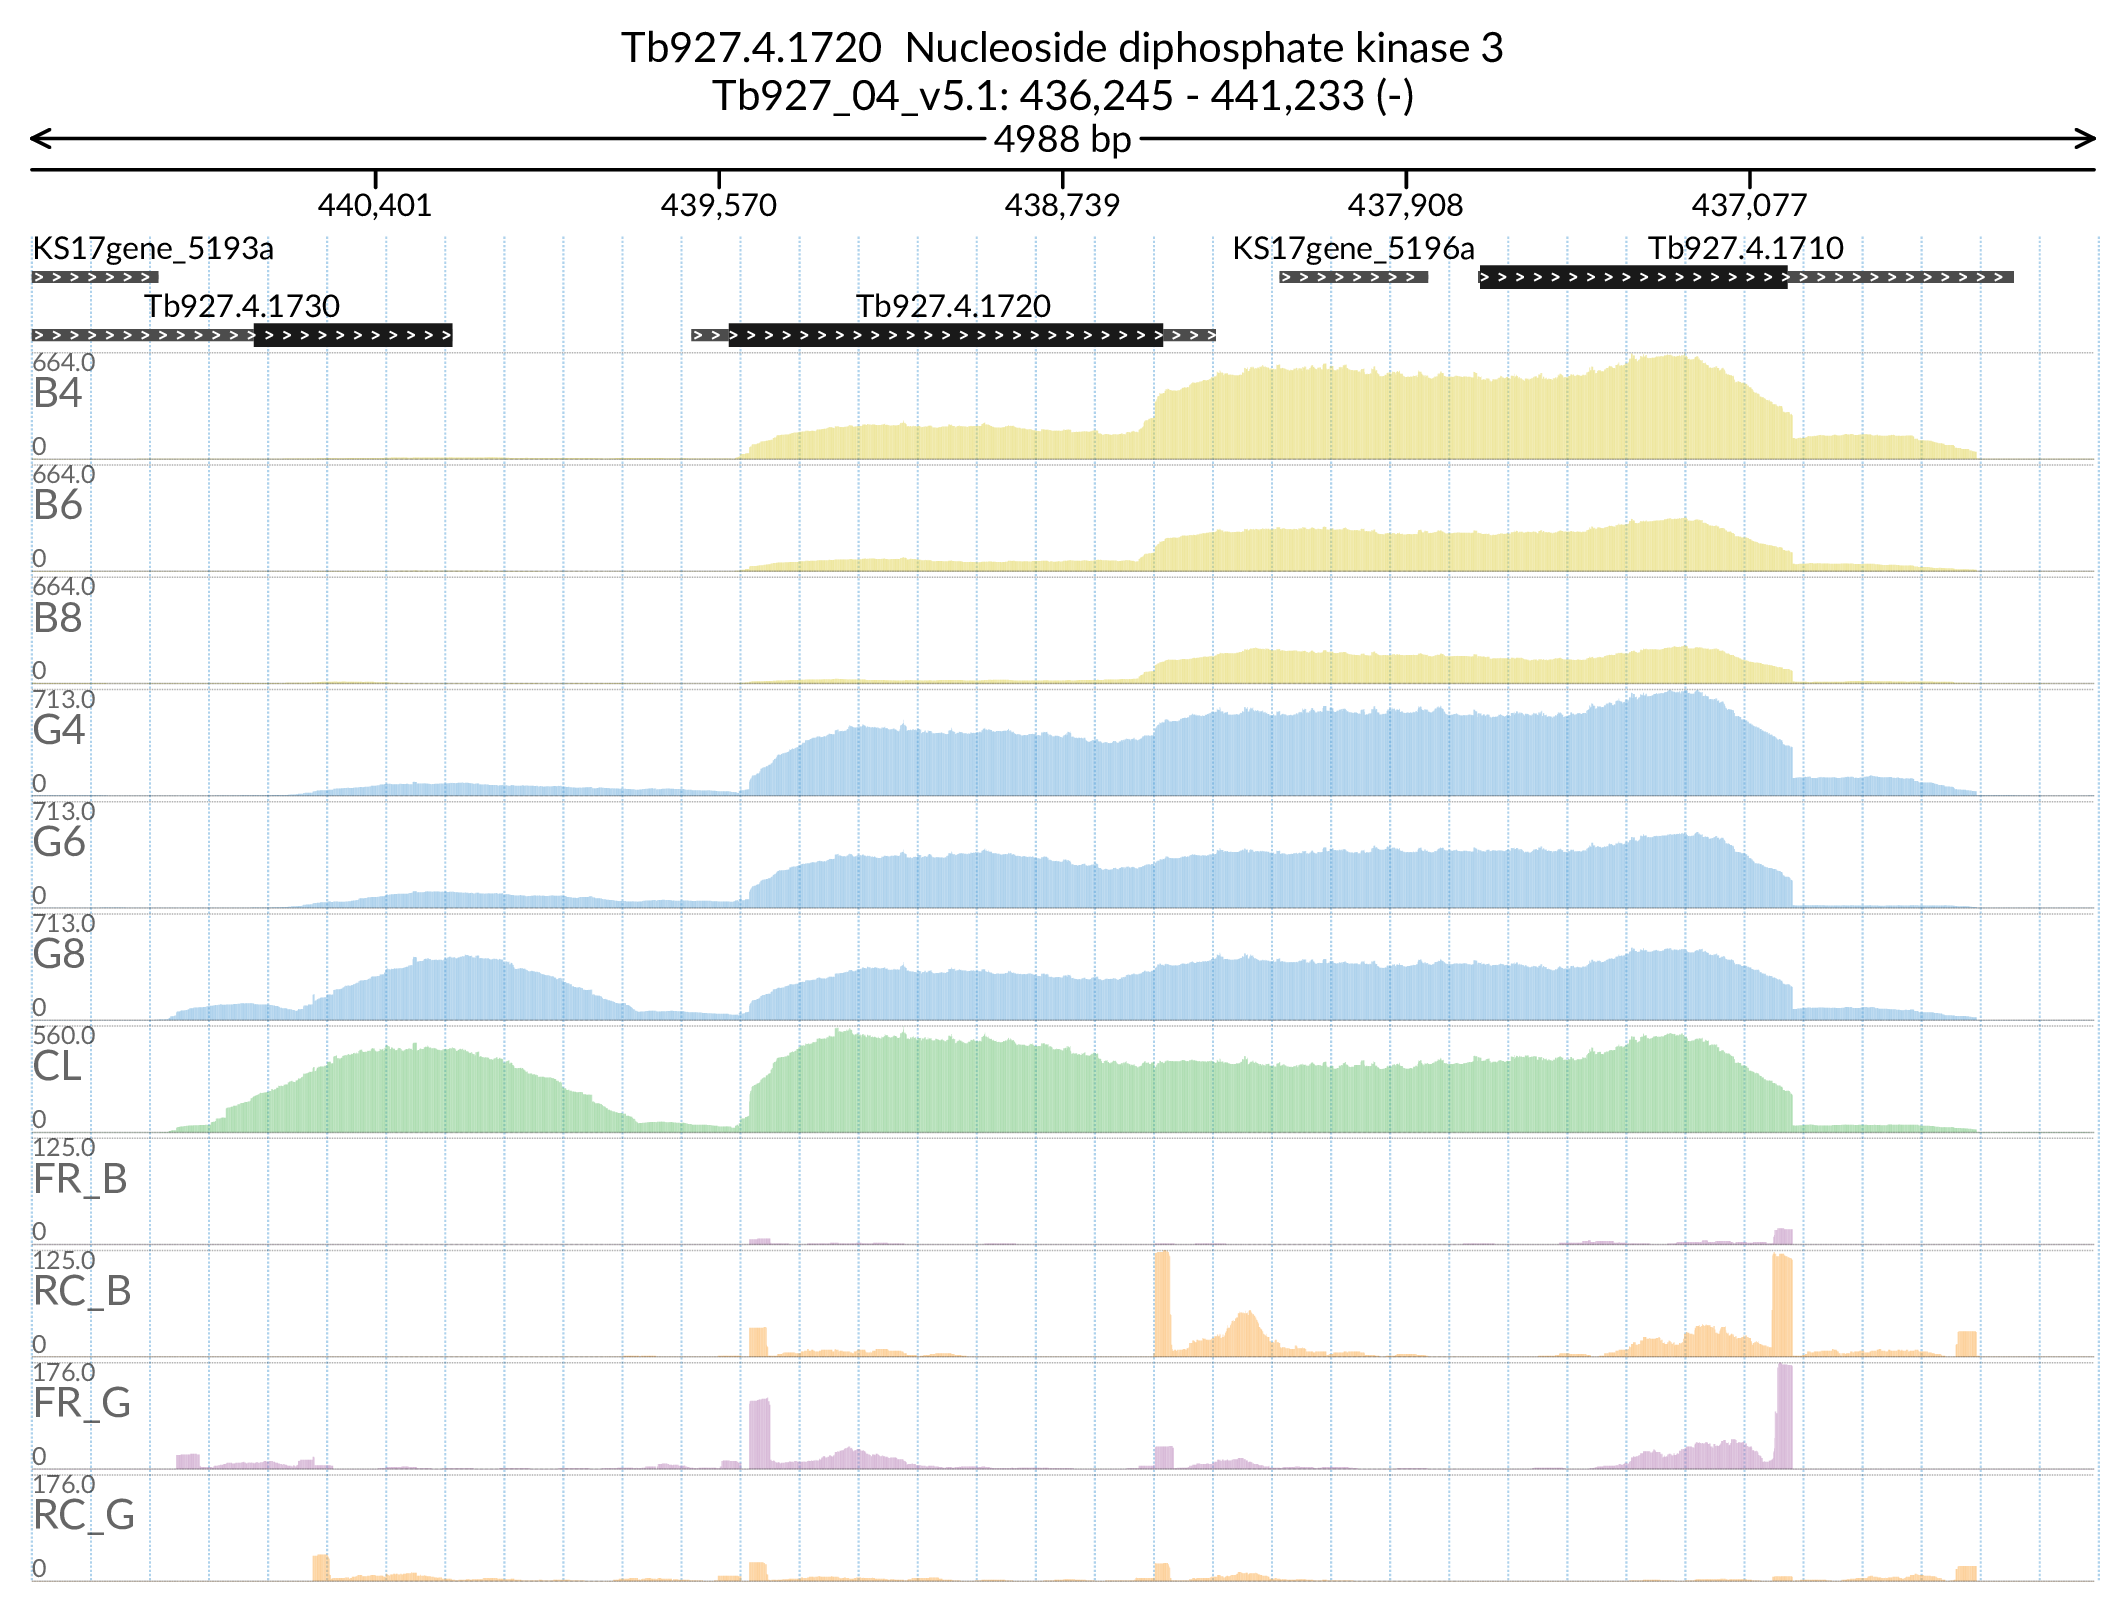 Tb927.4.1720  Nucleoside diphosphate kinase 3
Tb927_04_v5.1: 436,245 - 441,233 (-)
4988 bp
440,401 439,570 438,739 437,908 437,077
KS17gene_5193a KS17gene_5196a Tb927.4.1710
Tb927.4.1730 Tb927.4.1720
664.0
B4
0
664.0
B6
0
664.0
B8
0
713.0
G4
0
713.0
G6
0
713.0
G8
0
560.0
CL
0
125.0
FR_B
0
125.0
RC_B
0
176.0
FR_G
0
176.0
RC_G
0